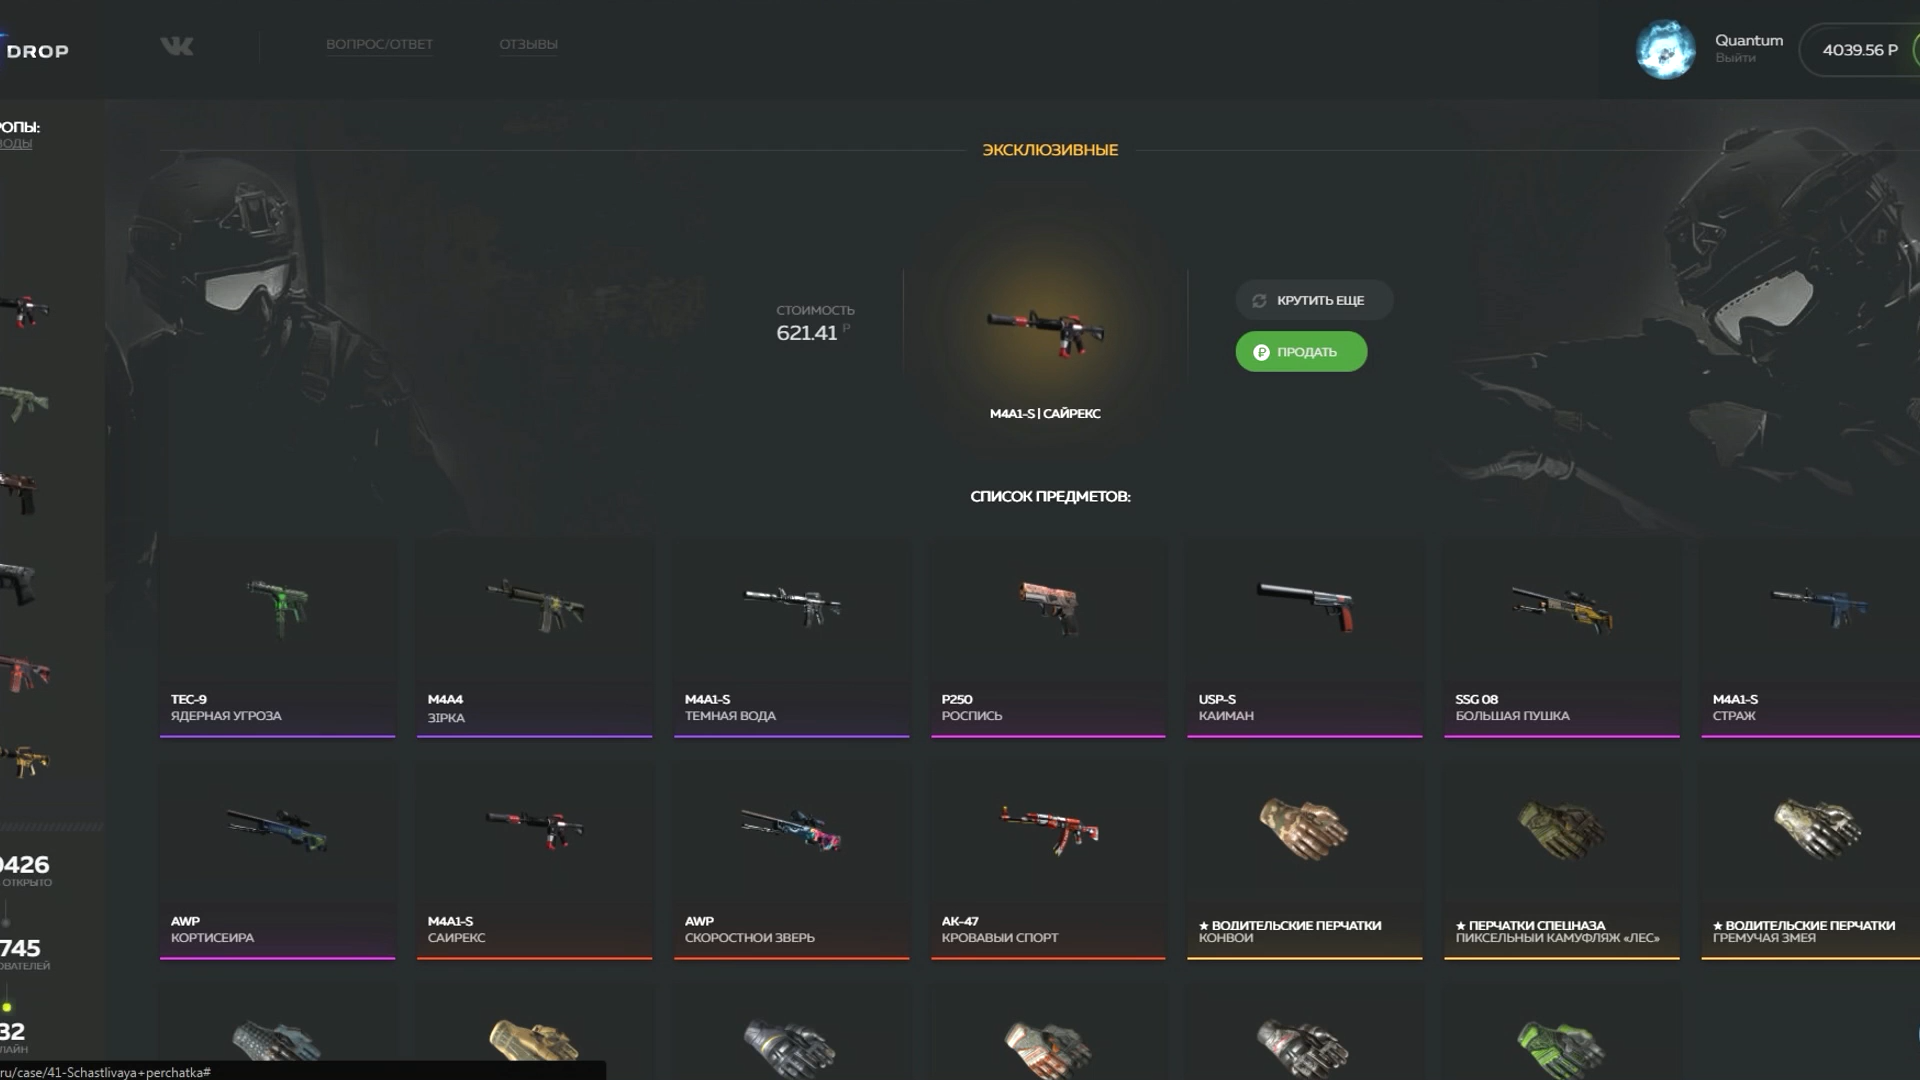 DROP
ВОПРОС/ОТВЕТ
ОТЗЫВЫ
Quantum
Выйти
4039.56 Р
ЭКСКЛЮЗИВНЫЕ
СТОИМОСТЬ
621.41 Р
КРУТИТЬ ЕЩЕ
ПРОДАТЬ
M4A1-S | САЙРЕКС
СПИСОК ПРЕДМЕТОВ:
TEC-9
ЯДЕРНАЯ УГРОЗА
M4A4
ЗІРКА
M4A1-S
ТЕМНАЯ ВОДА
P250
РОСПИСЬ
USP-S
КАЙМАН
SSG 08
БОЛЬШАЯ ПУШКА
M4A1-S
СТРАЖ
AWP
КОРТИСЕЙРА
M4A1-S
САЙРЕКС
AWP
СКОРОСТНОЙ ЗВЕРЬ
АК-47
КРОВАВЫЙ СПОРТ
★ ВОДИТЕЛЬСКИЕ ПЕРЧАТКИ
КОНВОЙ
★ ПЕРЧАТКИ СПЕЦНАЗА
ПИКСЕЛЬНЫЙ КАМУФЛЯЖ «ЛЕС»
★ ВОДИТЕЛЬСКИЕ ПЕРЧАТКИ
ГРЕМУЧАЯ ЗМЕЯ
ОТКРЫТО
745
32
ru/case/41-Schastlivaya+perchatka#